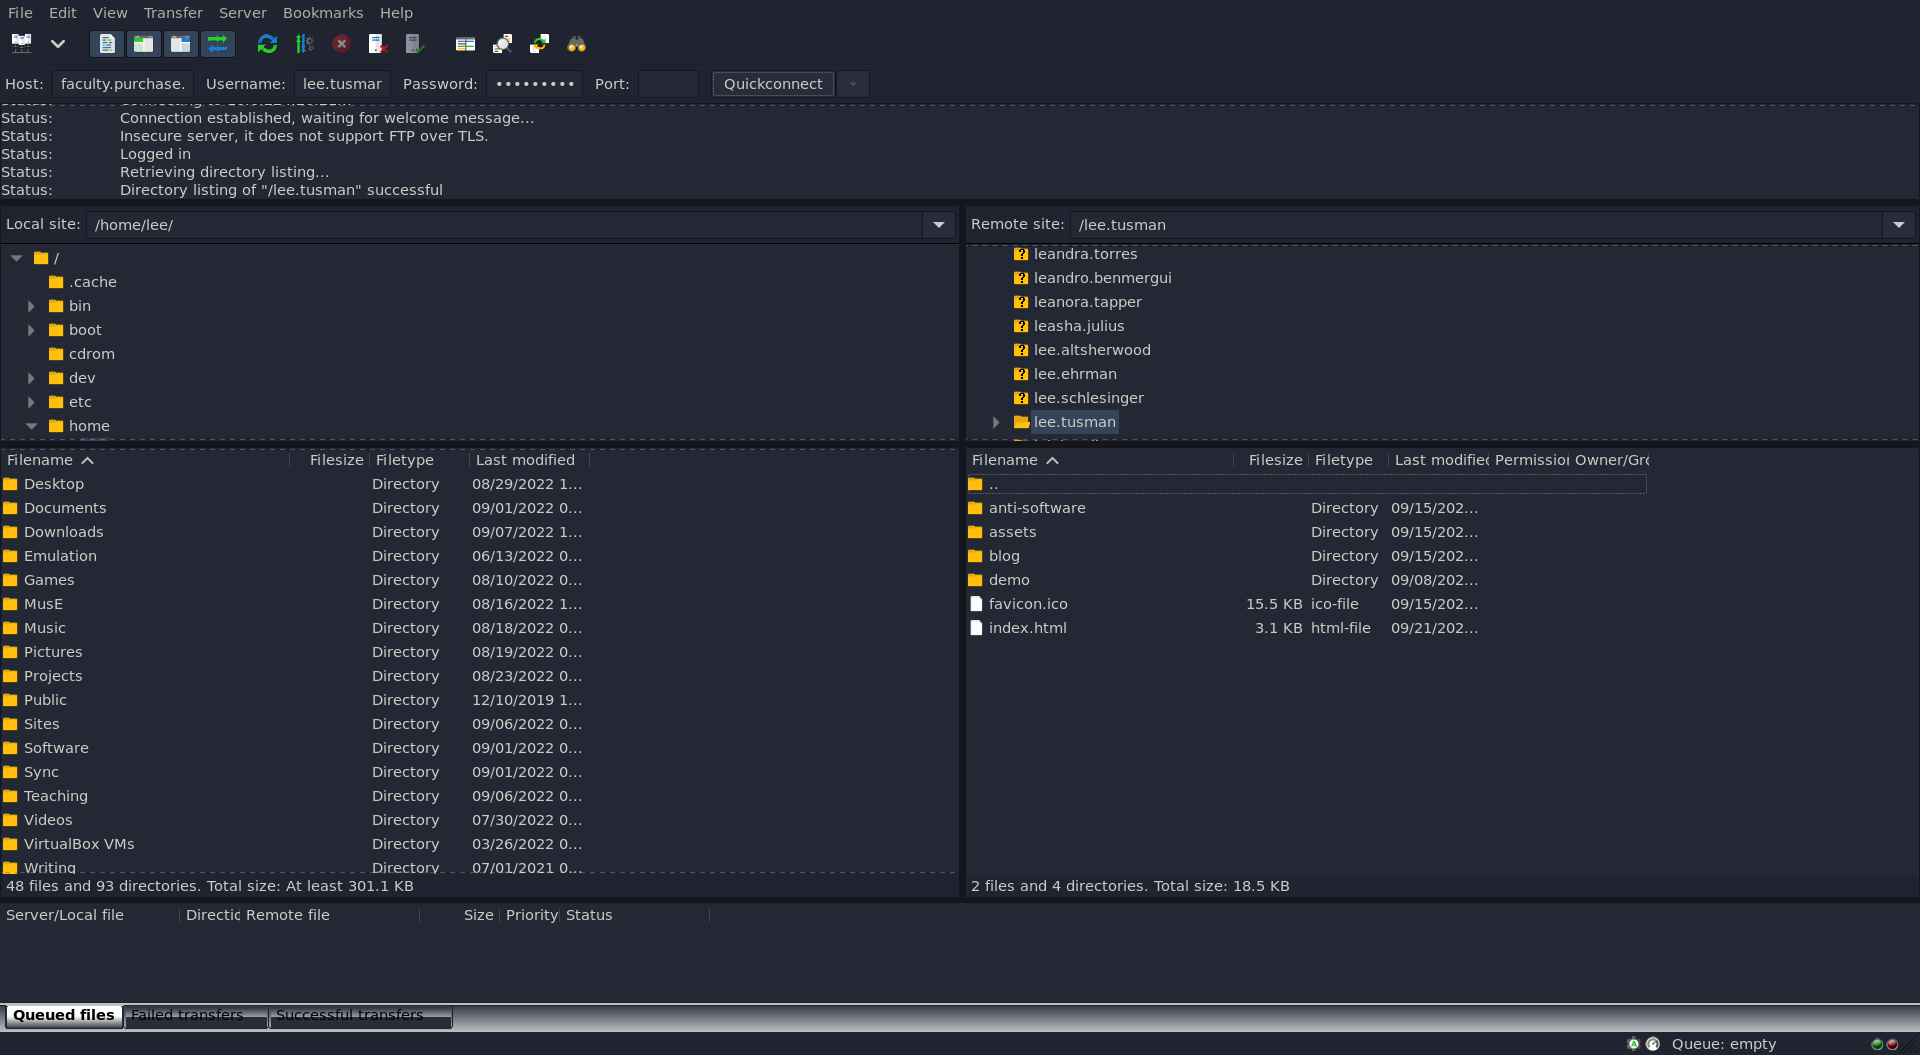 File Edit View Transfer Server Bookmarks Help
Host: faculty.purchase. Username: lee.tusmar Password: ••••••••• Port: Quickconnect
Status: Connection established, waiting for welcome message...
Status: Insecure server, it does not support FTP over TLS.
Status: Logged in
Status: Retrieving directory listing...
Status: Directory listing of "/lee.tusman" successful
Local site: /home/lee/
/
.cache
bin
boot
cdrom
dev
etc
home
Remote site: /lee.tusman
leandra.torres
leandro.benmergui
leanora.tapper
leasha.julius
lee.altsherwood
lee.ehrman
lee.schlesinger
lee.tusman
Filename Filesize Filetype Last modified
Desktop Directory 08/29/2022 1...
Documents Directory 09/01/2022 0...
Downloads Directory 09/07/2022 1...
Emulation Directory 06/13/2022 0...
Games Directory 08/10/2022 0...
MusE Directory 08/16/2022 1...
Music Directory 08/18/2022 0...
Pictures Directory 08/19/2022 0...
Projects Directory 08/23/2022 0...
Public Directory 12/10/2019 1...
Sites Directory 09/06/2022 0...
Software Directory 09/01/2022 0...
Sync Directory 09/01/2022 0...
Teaching Directory 09/06/2022 0...
Videos Directory 07/30/2022 0...
VirtualBox VMs Directory 03/26/2022 0...
Writing Directory 07/01/2021 0...
48 files and 93 directories. Total size: At least 301.1 KB
Filename Filesize Filetype Last modified Permission Owner/Gro
..
anti-software Directory 09/15/202...
assets Directory 09/15/202...
blog Directory 09/15/202...
demo Directory 09/08/202...
favicon.ico 15.5 KB ico-file 09/15/202...
index.html 3.1 KB html-file 09/21/202...
2 files and 4 directories. Total size: 18.5 KB
Server/Local file Directio Remote file Size Priority Status
Queued files Failed transfers Successful transfers
Queue: empty